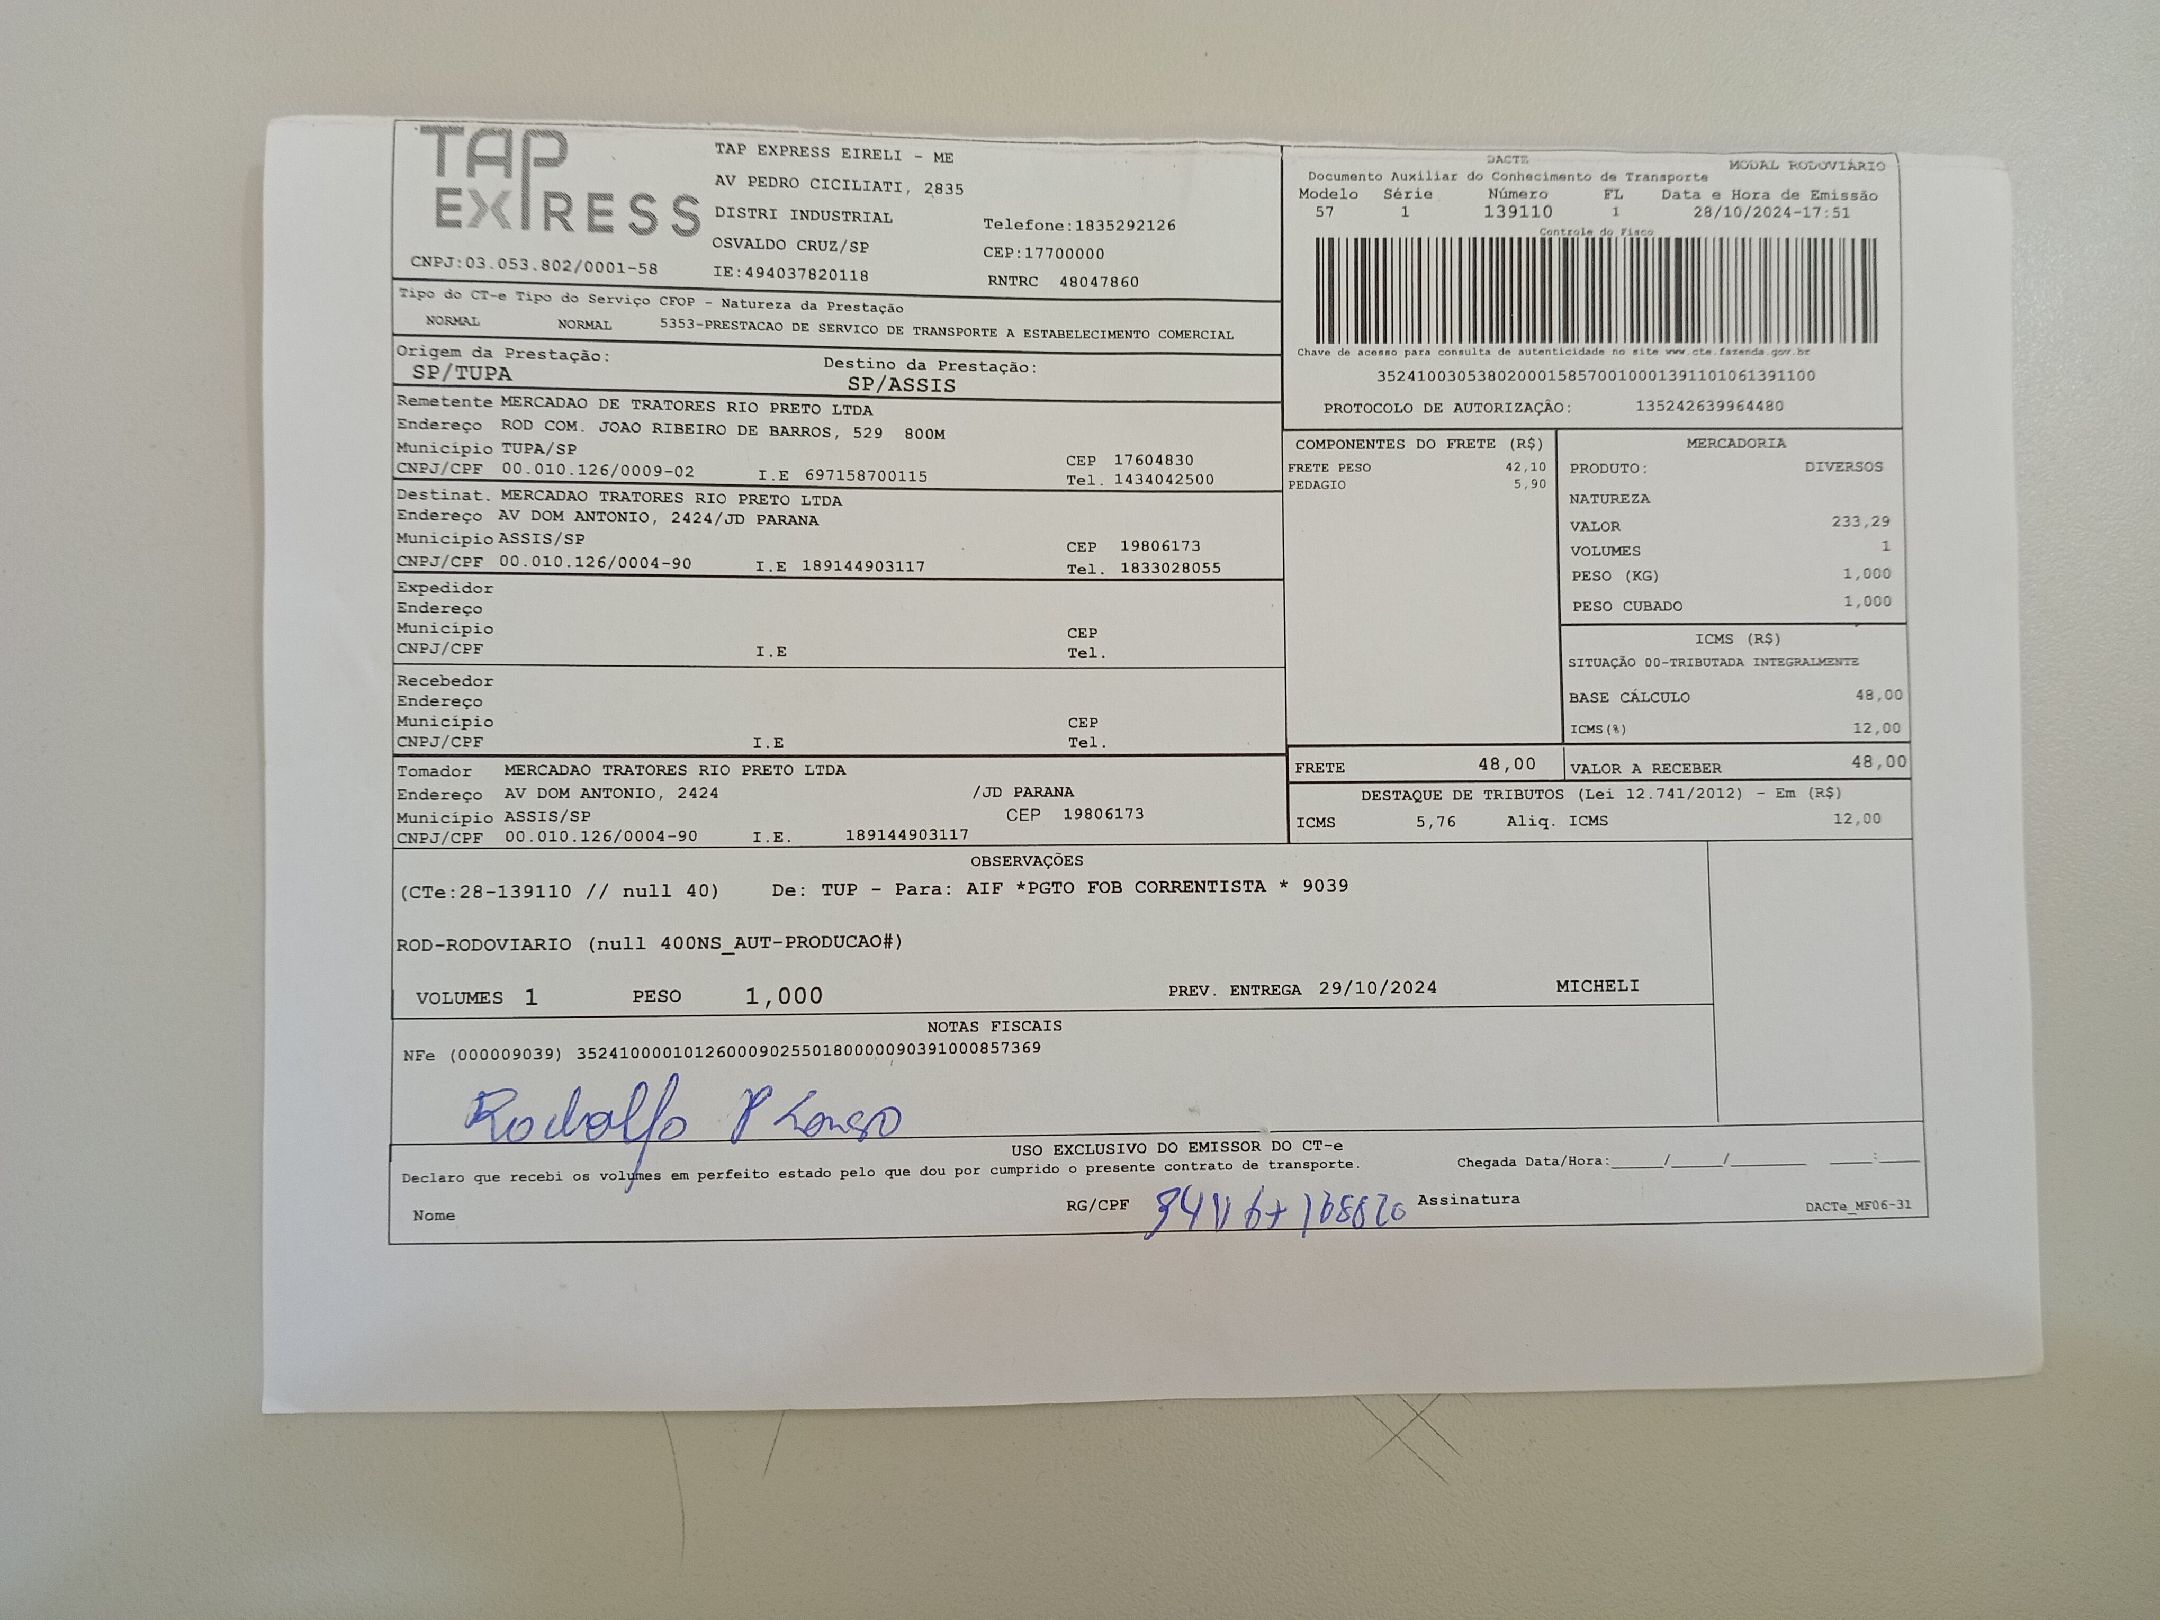 TAP
EXPRESS
CNPJ:03.053.802/0001-58
TAP EXPRESS EIRELI - ME
AV PEDRO CICILIATI, 2835
DISTRI INDUSTRIAL
OSVALDO CRUZ/SP
IE:494037820118
Telefone:1835292126
CEP:17700000
RNTRC 48047860
DACTE MODAL RODOVIÁRIO
Documento Auxiliar do Conhecimento de Transporte
Modelo Série Número FL Data e Hora de Emissão
57 1 139110 1 28/10/2024-17:51
Controle do Fisco
Chave de acesso para consulta de autenticidade no site www.cte.fazenda.gov.br
35241003053802000158570010001391101061391100
PROTOCOLO DE AUTORIZAÇÃO: 135242639964480
Tipo do CT-e Tipo do Serviço CFOP - Natureza da Prestação
NORMAL NORMAL 5353-PRESTACAO DE SERVICO DE TRANSPORTE A ESTABELECIMENTO COMERCIAL
Origem da Prestação: Destino da Prestação:
SP/TUPA SP/ASSIS
Remetente MERCADAO DE TRATORES RIO PRETO LTDA
Endereço ROD COM. JOAO RIBEIRO DE BARROS, 529 800M
Município TUPA/SP CEP 17604830
CNPJ/CPF 00.010.126/0009-02 I.E 697158700115 Tel. 1434042500
Destinat. MERCADAO TRATORES RIO PRETO LTDA
Endereço AV DOM ANTONIO, 2424/JD PARANA
Município ASSIS/SP CEP 19806173
CNPJ/CPF 00.010.126/0004-90 I.E 189144903117 Tel. 1833028055
Expedidor
Endereço
Município CEP
CNPJ/CPF I.E Tel.
Recebedor
Endereço
Município CEP
CNPJ/CPF I.E Tel.
Tomador MERCADAO TRATORES RIO PRETO LTDA
Endereço AV DOM ANTONIO, 2424 /JD PARANA
Município ASSIS/SP CEP 19806173
CNPJ/CPF 00.010.126/0004-90 I.E. 189144903117
COMPONENTES DO FRETE (R$)
FRETE PESO 42,10
PEDAGIO 5,90
MERCADORIA
PRODUTO: DIVERSOS
NATUREZA
VALOR 233,29
VOLUMES 1
PESO (KG) 1,000
PESO CUBADO 1,000
ICMS (R$)
SITUAÇÃO 00-TRIBUTADA INTEGRALMENTE
BASE CÁLCULO 48,00
ICMS(%) 12,00
FRETE 48,00 VALOR A RECEBER 48,00
DESTAQUE DE TRIBUTOS (Lei 12.741/2012) - Em (R$)
ICMS 5,76 Aliq. ICMS 12,00
OBSERVAÇÕES
(CTe:28-139110 // null 40) De: TUP - Para: AIF *PGTO FOB CORRENTISTA * 9039
ROD-RODOVIARIO (null 400NS_AUT-PRODUCAO#)
VOLUMES 1 PESO 1,000 PREV. ENTREGA 29/10/2024 MICHELI
NOTAS FISCAIS
NFe (000009039) 35241000010126000902550180000090391000857369
Rodolfo
USO EXCLUSIVO DO EMISSOR DO CT-e
Declaro que recebi os volumes em perfeito estado pelo que dou por cumprido o presente contrato de transporte. Chegada Data/Hora:_____/_____/_______ ____:____
Nome RG/CPF Assinatura DACTe_MF06-31